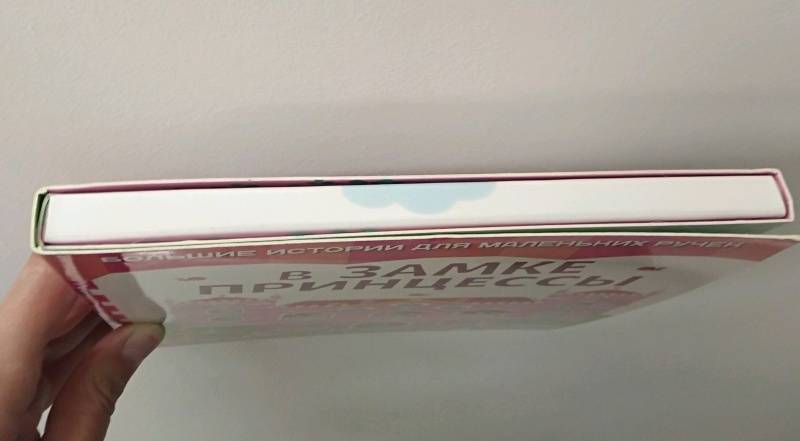 БОЛЬШИЕ ИСТОРИИ ДЛЯ МАЛЕНЬКИХ РУЧЕК
В ЗАМКЕ
ПРИНЦЕССЫ